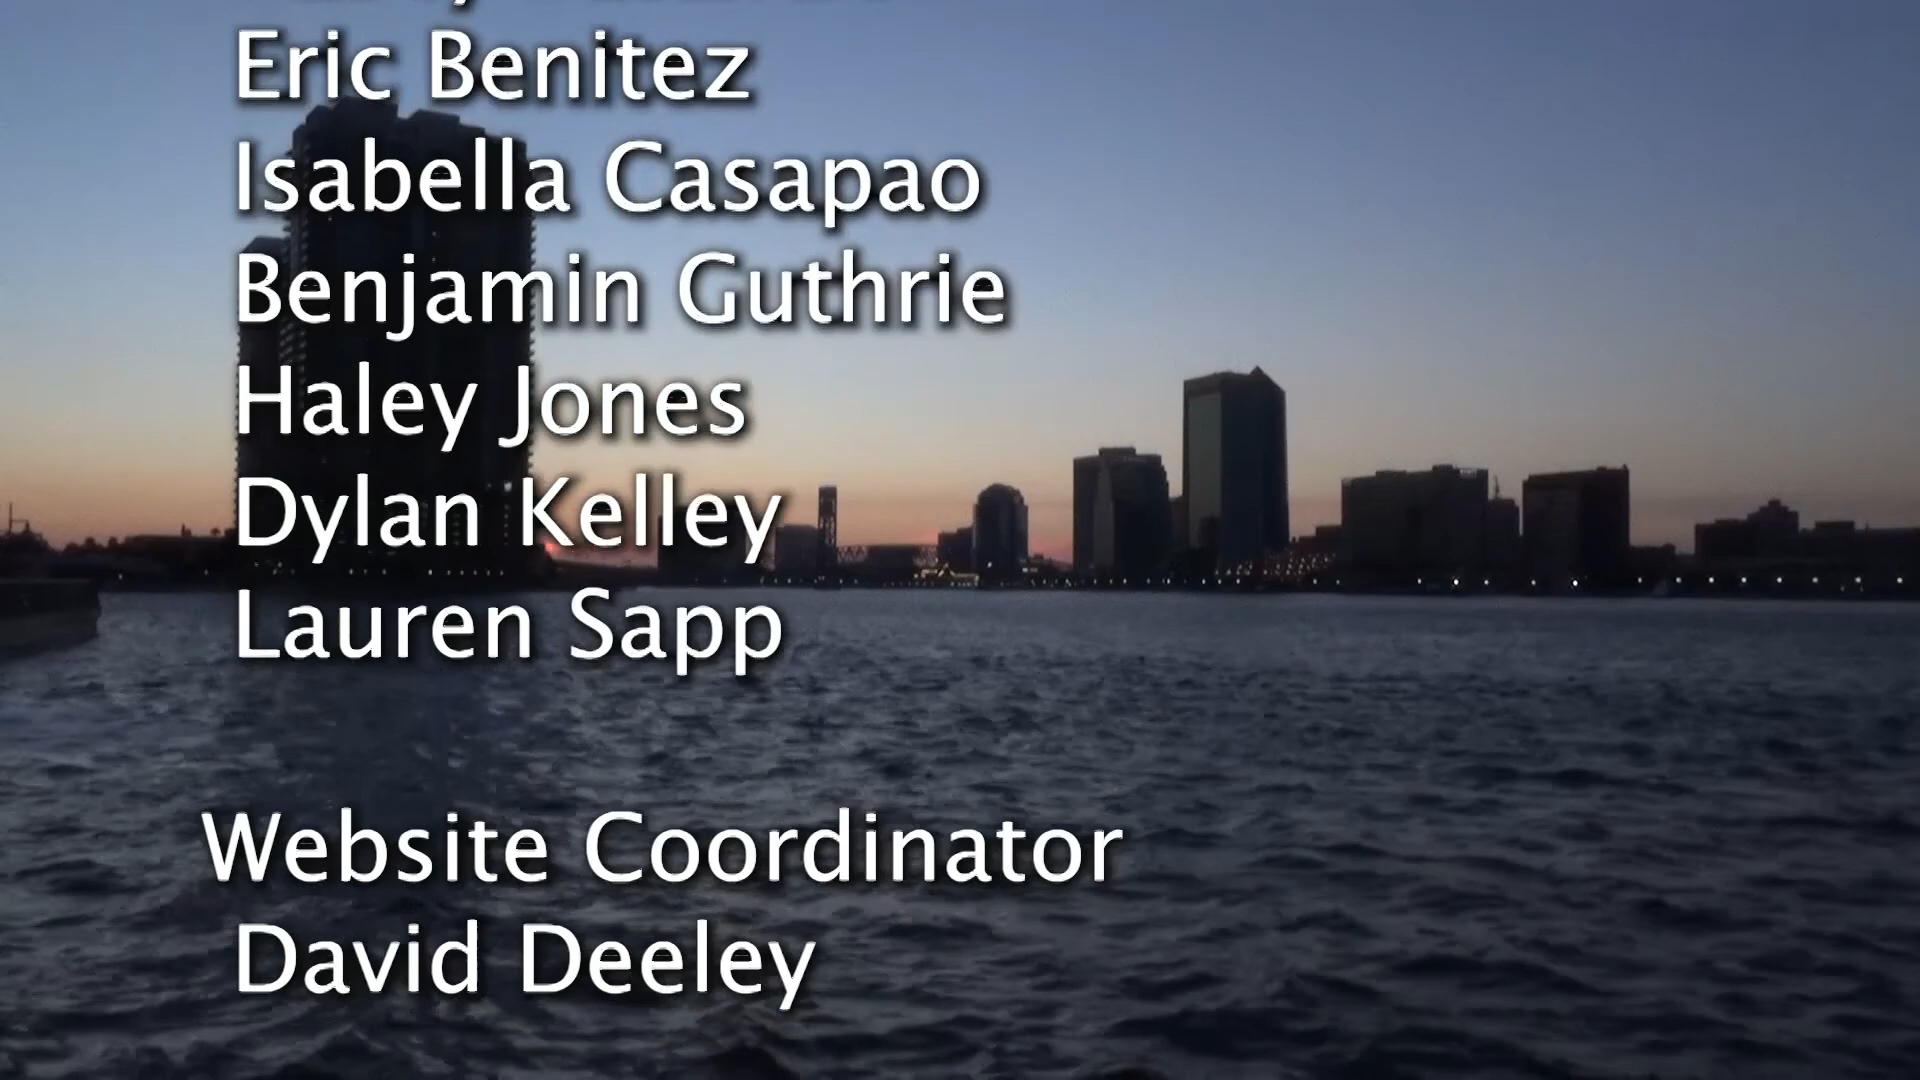 Eric Benitez
Isabella Casapao
Benjamin Guthrie
Haley Jones
Dylan Kelley
Lauren Sapp
Website Coordinator
David Deeley